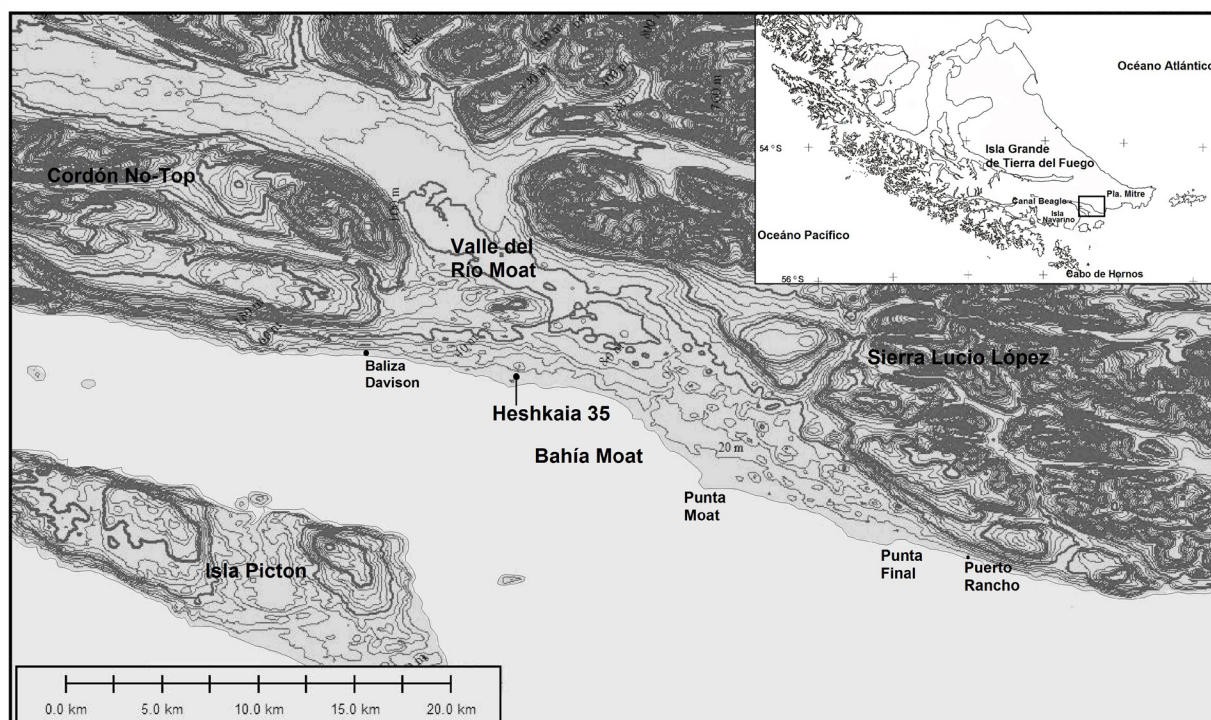 Océano Atlántico
54° S
Isla Grande
de Tierra del Fuego
Pla. Mitre
Canal Beagle
Isla
Navarino
Océano Pacífico
Cabo de Hornos
56° S
Cordón No-Top
Valle del
Río Moat
Sierra Lucio López
Baliza
Davison
Heshkaia 35
Bahía Moat
20 m
Punta
Moat
Punta
Final
Puerto
Rancho
Isla Picton
0.0 km 5.0 km 10.0 km 15.0 km 20.0 km